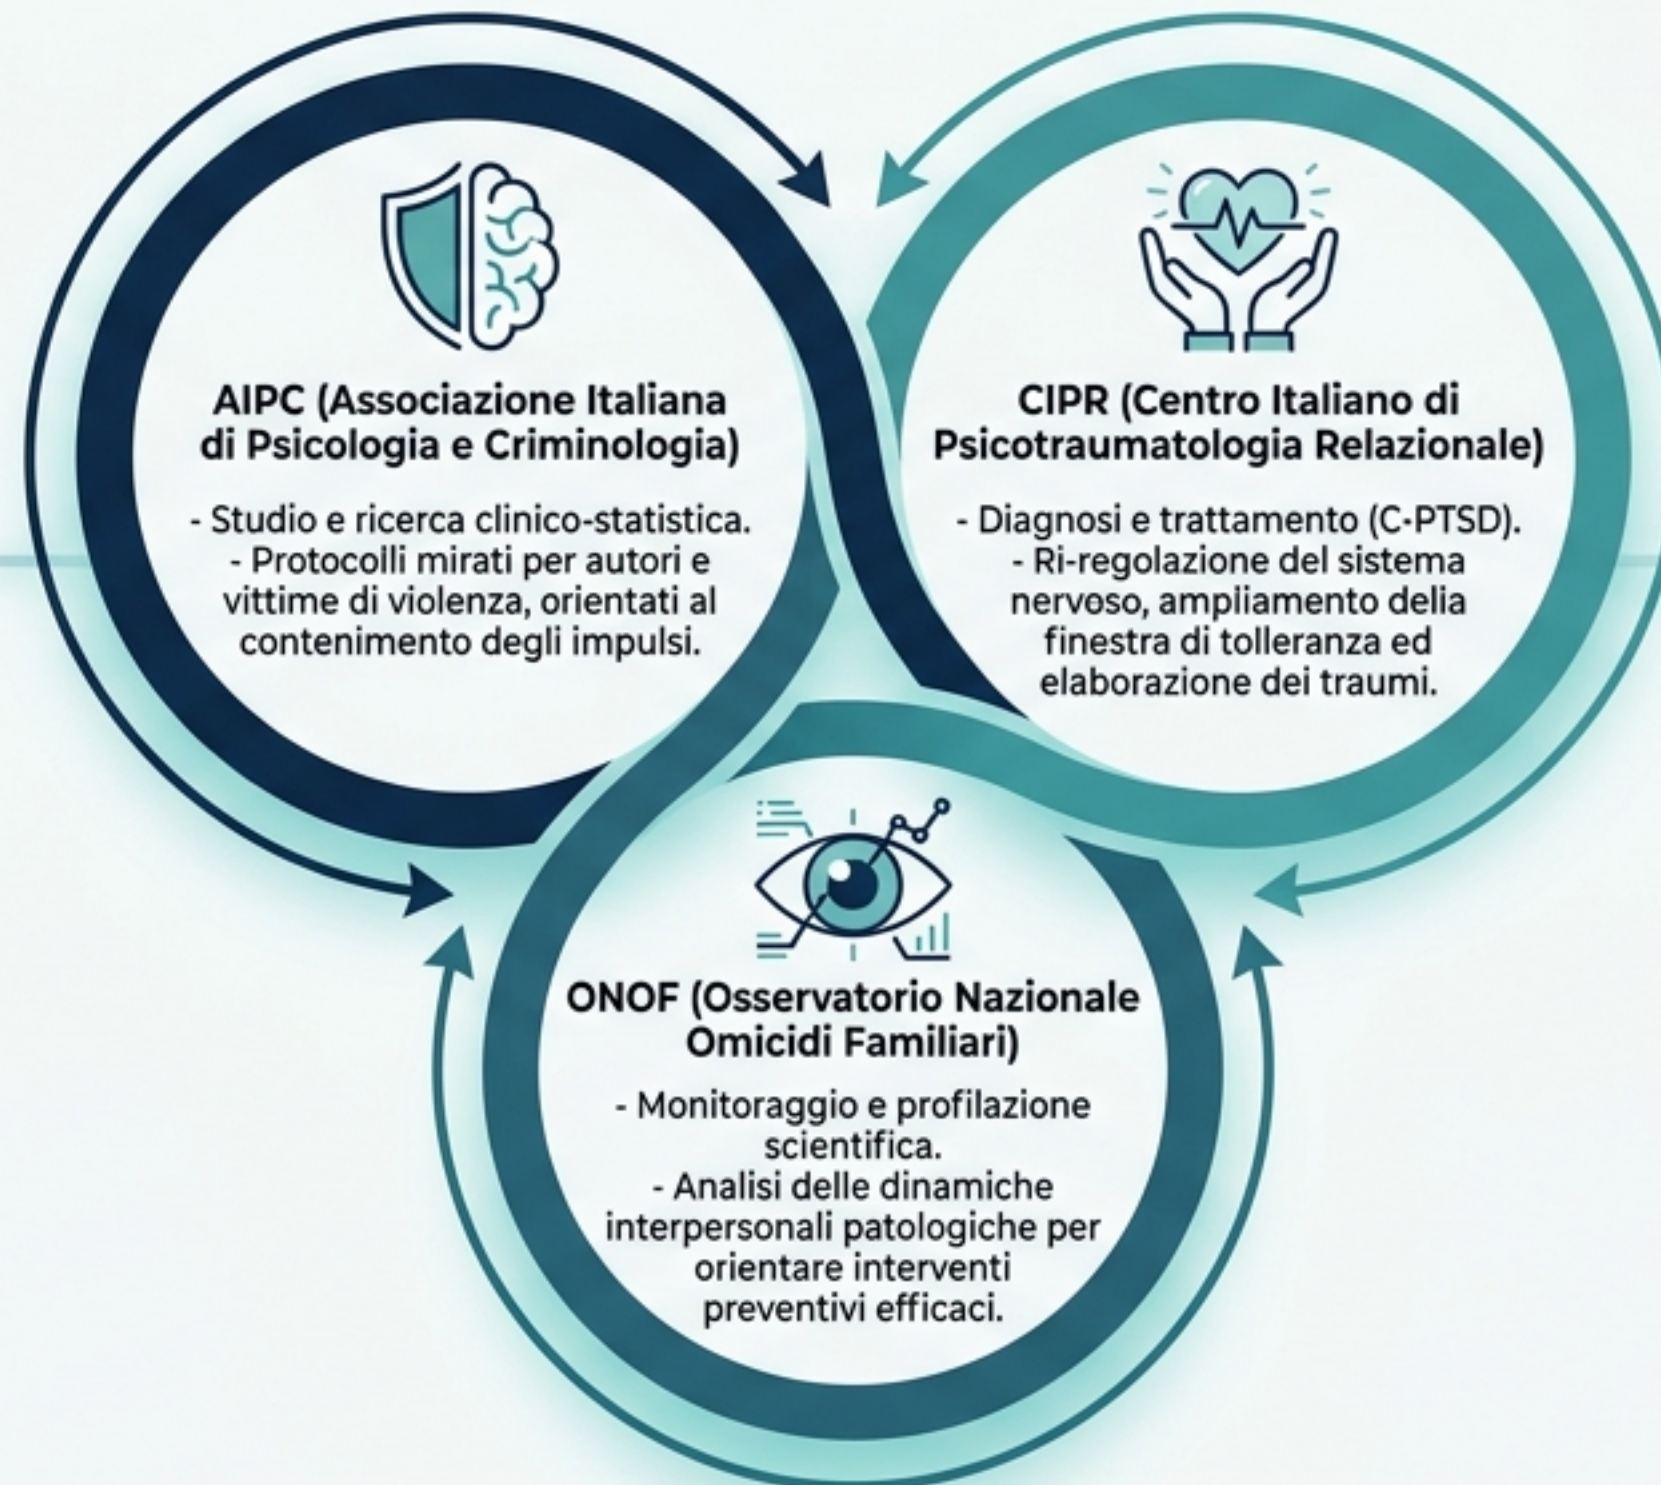 AIPC (Associazione Italiana
di Psicologia e Criminologia)
- Studio e ricerca clinico-statistica.
- Protocolli mirati per autori e
vittime di violenza, orientati al
contenimento degli impulsi.
CIPR (Centro Italiano di
Psicotraumatologia Relazionale)
- Diagnosi e trattamento (C-PTSD).
- Ri-regolazione del sistema
nervoso, ampliamento delia
finestra di tolleranza ed
elaborazione dei traumi.
ONOF (Osservatorio Nazionale
Omicidi Familiari)
- Monitoraggio e profilazione
scientifica.
- Analisi delle dinamiche
interpersonali patologiche per
orientare interventi
preventivi efficaci.